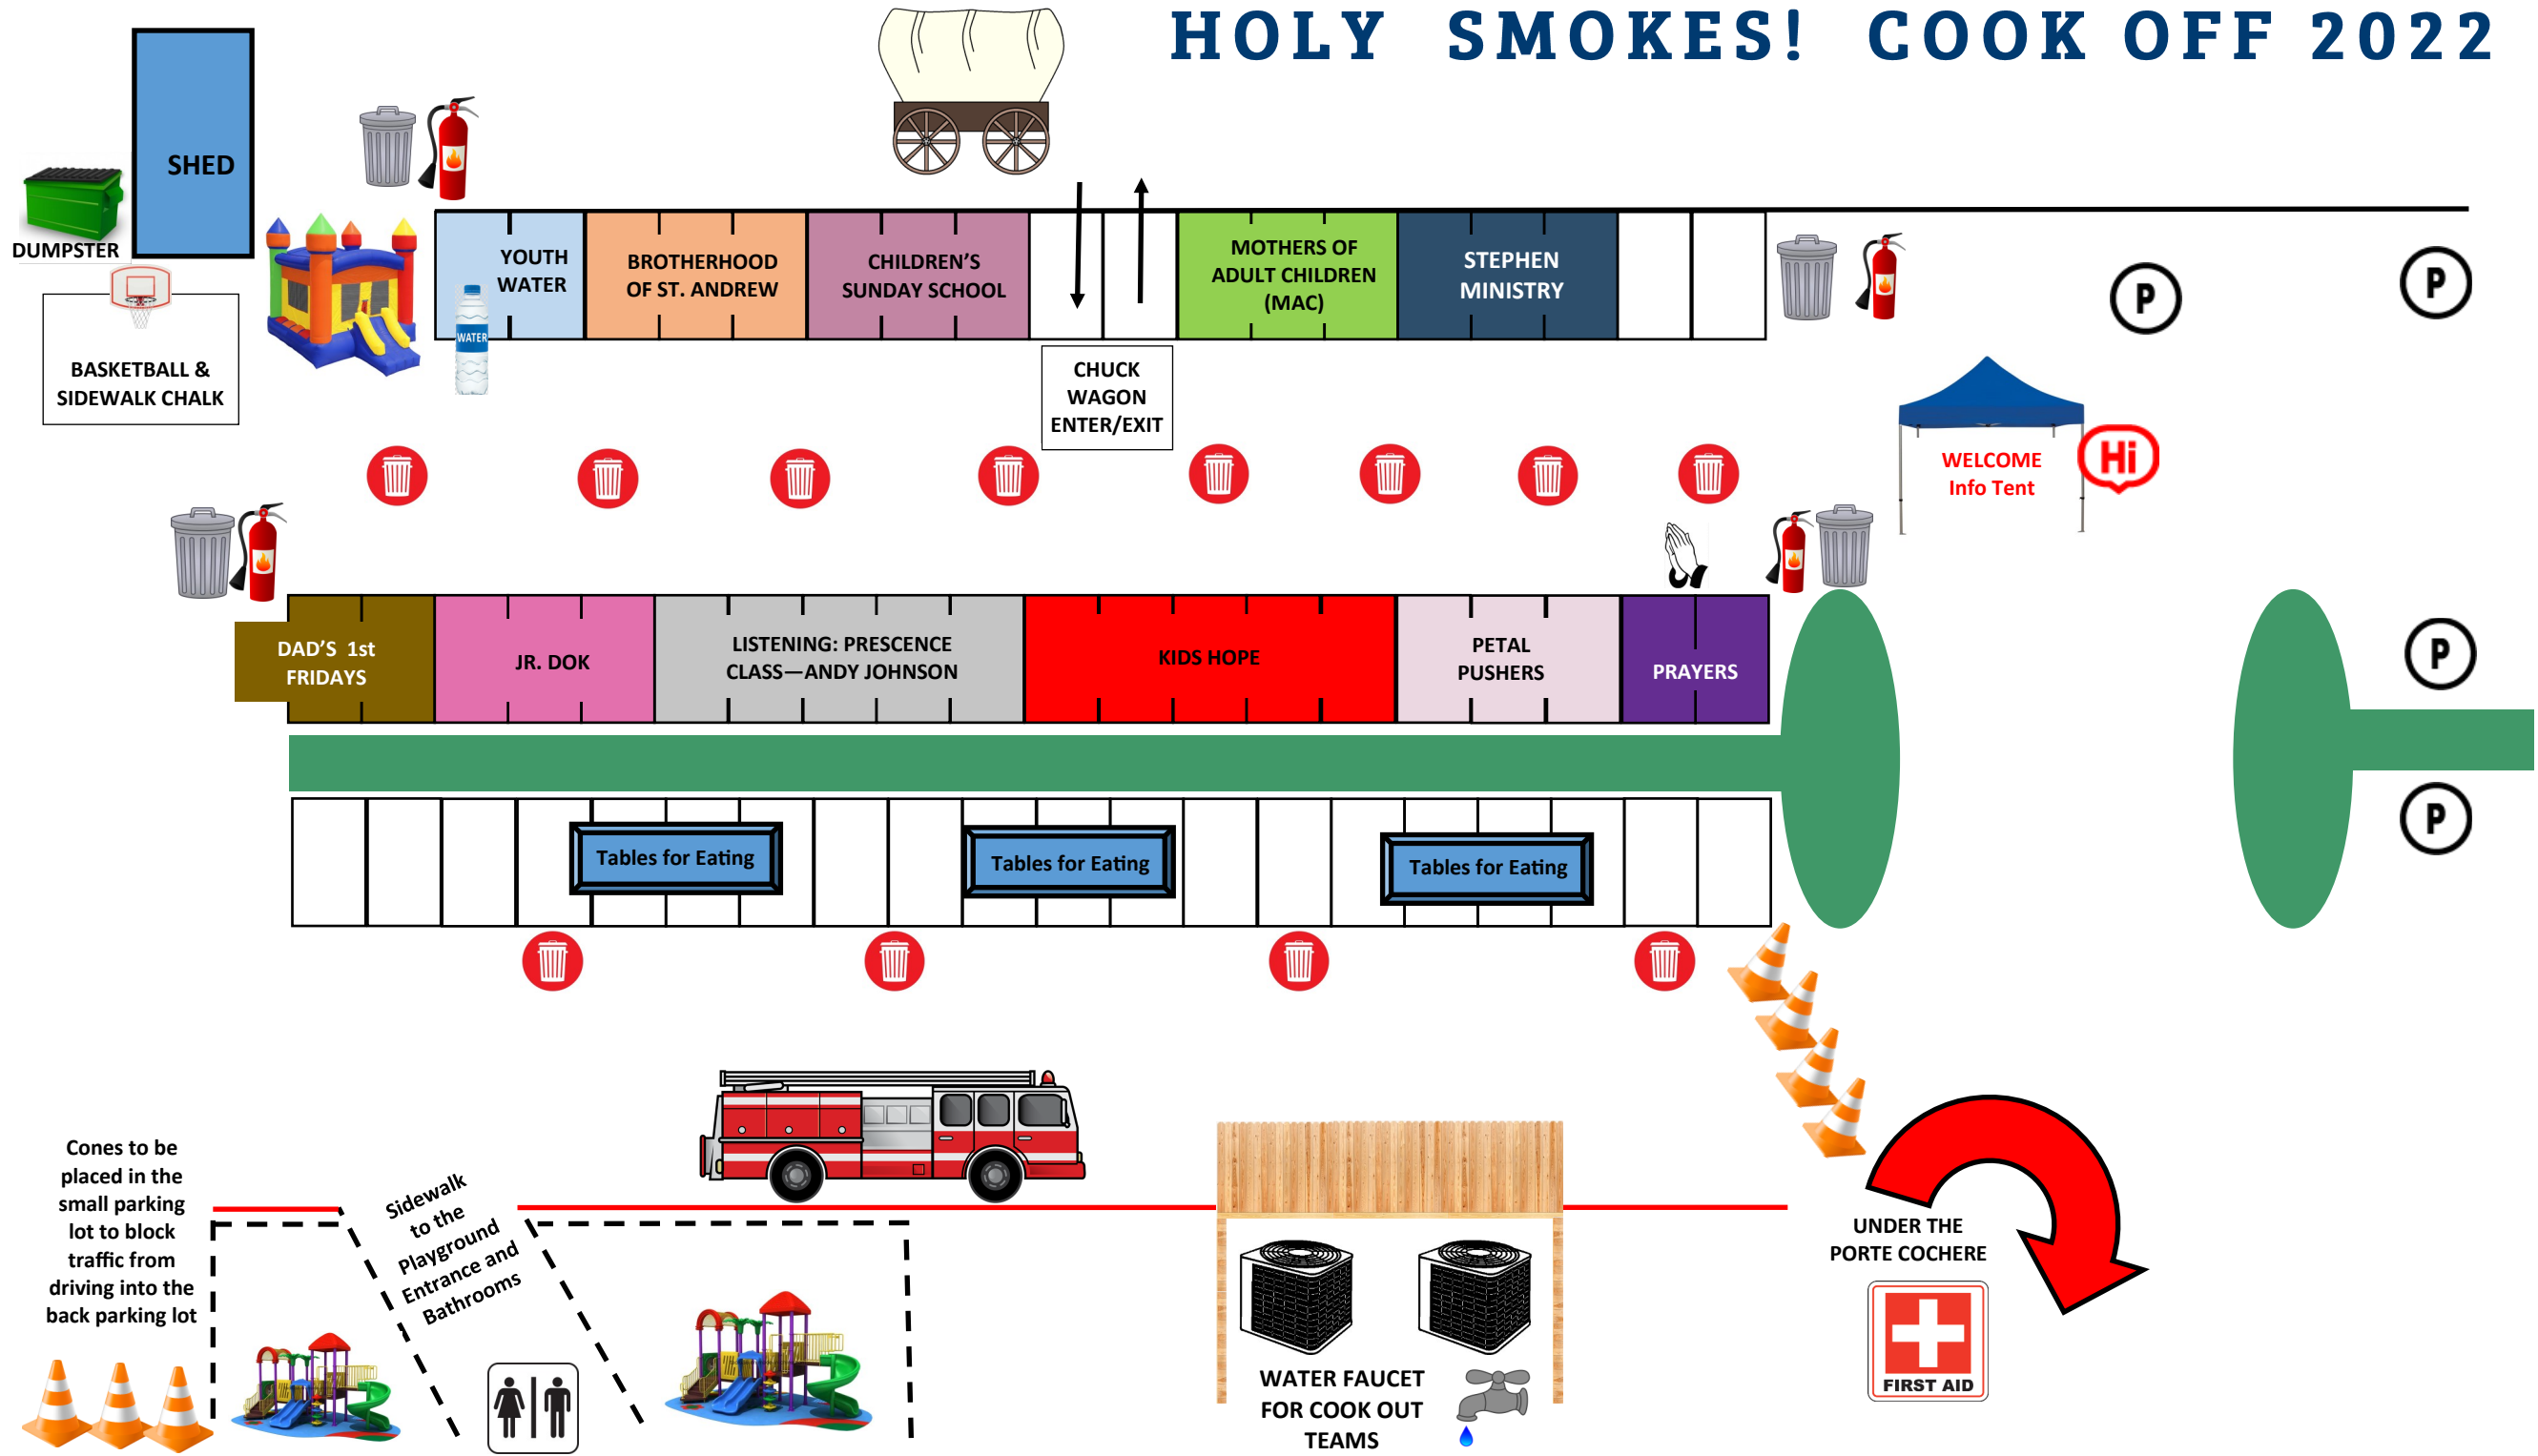 HOLY SMOKES! COOK OFF 2022
SHED
DUMPSTER
BASKETBALL &
SIDEWALK CHALK
YOUTH
WATER
WATER
BROTHERHOOD
OF ST. ANDREW
CHILDREN'S
SUNDAY SCHOOL
MOTHERS OF
ADULT CHILDREN
(MAC)
STEPHEN
MINISTRY
P
P
CHUCK
WAGON
ENTER/EXIT
WELCOME
Info Tent
Hi
DAD'S 1st
FRIDAYS
JR. DOK
LISTENING: PRESCENCE
CLASS—ANDY JOHNSON
KIDS HOPE
PETAL
PUSHERS
PRAYERS
P
P
Tables for Eating
Tables for Eating
Tables for Eating
Cones to be
placed in the
small parking
lot to block
traffic from
driving into the
back parking lot
Sidewalk
to the
Playground
Entrance and
Bathrooms
WATER FAUCET
FOR COOK OUT
TEAMS
UNDER THE
PORTE COCHERE
FIRST AID